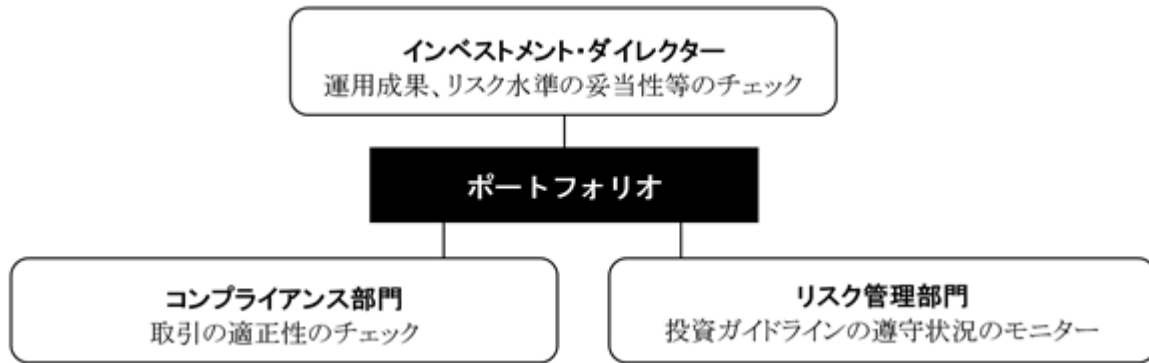 インベストメント・ダイレクター
運用成果、リスク水準の妥当性等のチェック
ポートフォリオ
コンプライアンス部門
取引の適正性のチェック
リスク管理部門
投資ガイドラインの遵守状況のモニター